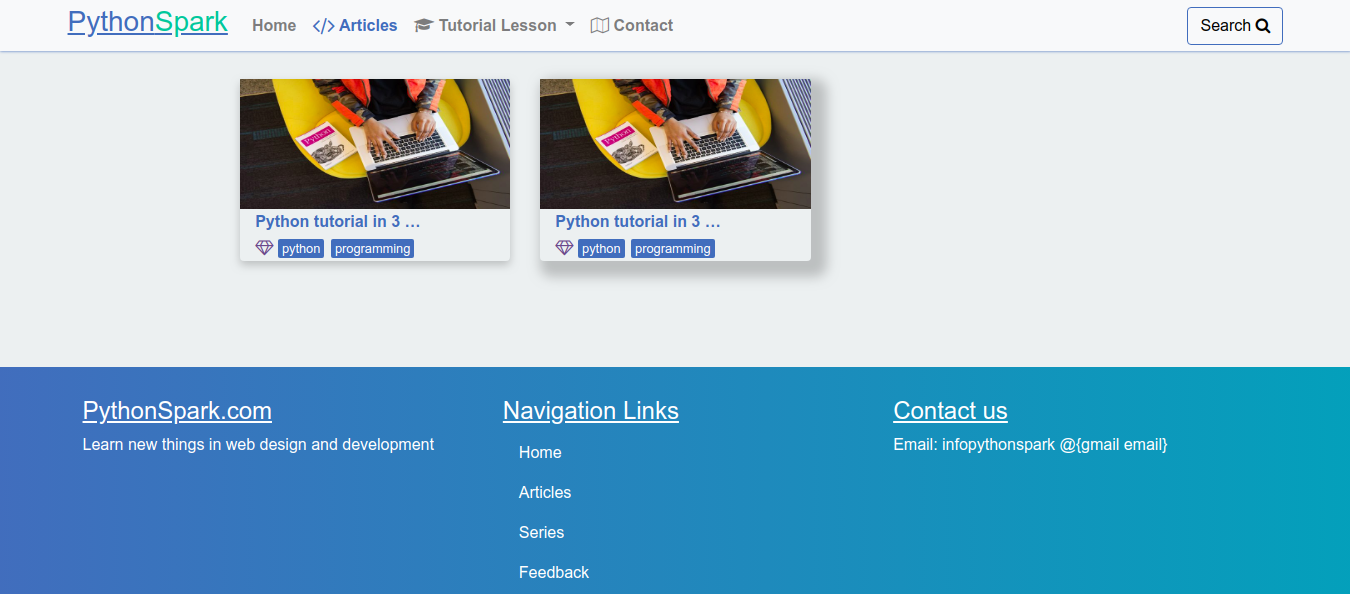 PythonSpark Home </> Articles Tutorial Lesson Contact Search
Python
Python
Python tutorial in 3 ...
python programming
Python tutorial in 3 ...
python programming
PythonSpark.com
Learn new things in web design and development
Navigation Links
Home
Articles
Series
Feedback
Contact us
Email: infopythonspark @{gmail email}